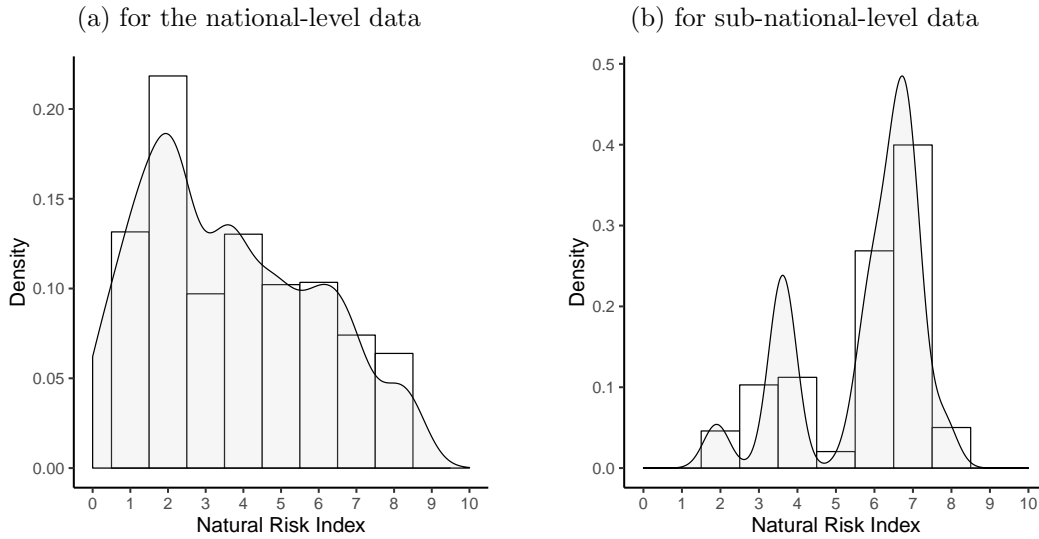 (a) for the national-level data
0.20
0.15
0.10
0.05
0.00
Density
0 1 2 3 4 5 6 7 8 9 10
Natural Risk Index
(b) for sub-national-level data
0.5
0.4
0.3
0.2
0.1
0.0
Density
0 1 2 3 4 5 6 7 8 9 10
Natural Risk Index